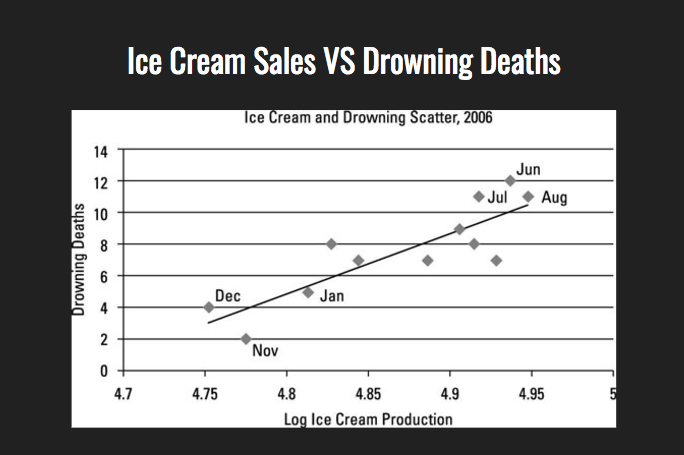 Ice Cream Sales VS Drowning Deaths
Ice Cream and Drowning Scatter, 2006
14
12
10
8
6
4
2
0
Drowning Deaths
Jun
Jul
Aug
Dec
Jan
Nov
4.7
4.75
4.8
4.85
4.9
4.95
5
Log Ice Cream Production